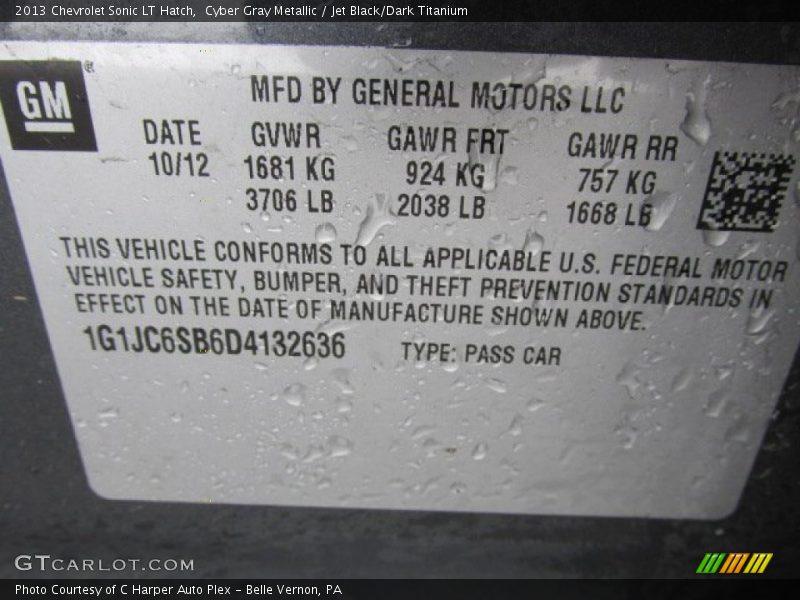 2013 Chevrolet Sonic LT Hatch, Cyber Gray Metallic / Jet Black/Dark Titanium
GM®
MFD BY GENERAL MOTORS LLC
DATE GVWR GAWR FRT GAWR RR
10/12 1681 KG 924 KG 757 KG
3706 LB 2038 LB 1668 LB
THIS VEHICLE CONFORMS TO ALL APPLICABLE U.S. FEDERAL MOTOR
VEHICLE SAFETY, BUMPER, AND THEFT PREVENTION STANDARDS IN
EFFECT ON THE DATE OF MANUFACTURE SHOWN ABOVE.
1G1JC6SB6D4132636 TYPE: PASS CAR
GTCARLOT.COM
Photo Courtesy of C Harper Auto Plex - Belle Vernon, PA